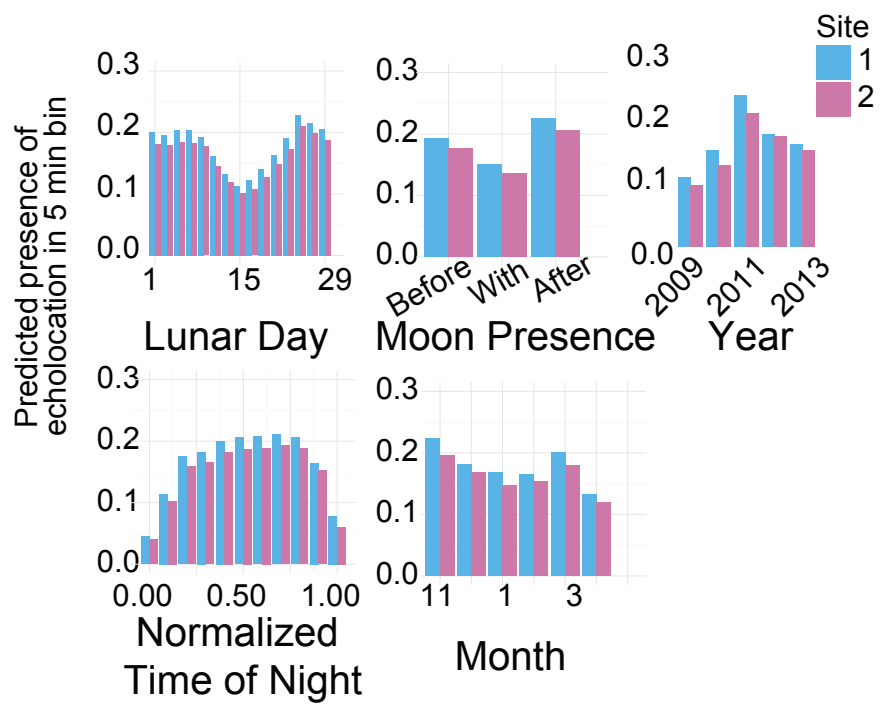 Predicted presence of
echolocation in 5 min bin
0.3
0.2
0.1
0.0
1 15 29
Lunar Day
0.3
0.2
0.1
0.0
Before With After
Moon Presence
0.3
0.2
0.1
0.0
2009 2011 2013
Year
Site
1
2
0.3
0.2
0.1
0.0
0.00 0.50 1.00
Normalized
Time of Night
0.3
0.2
0.1
0.0
11 1 3
Month